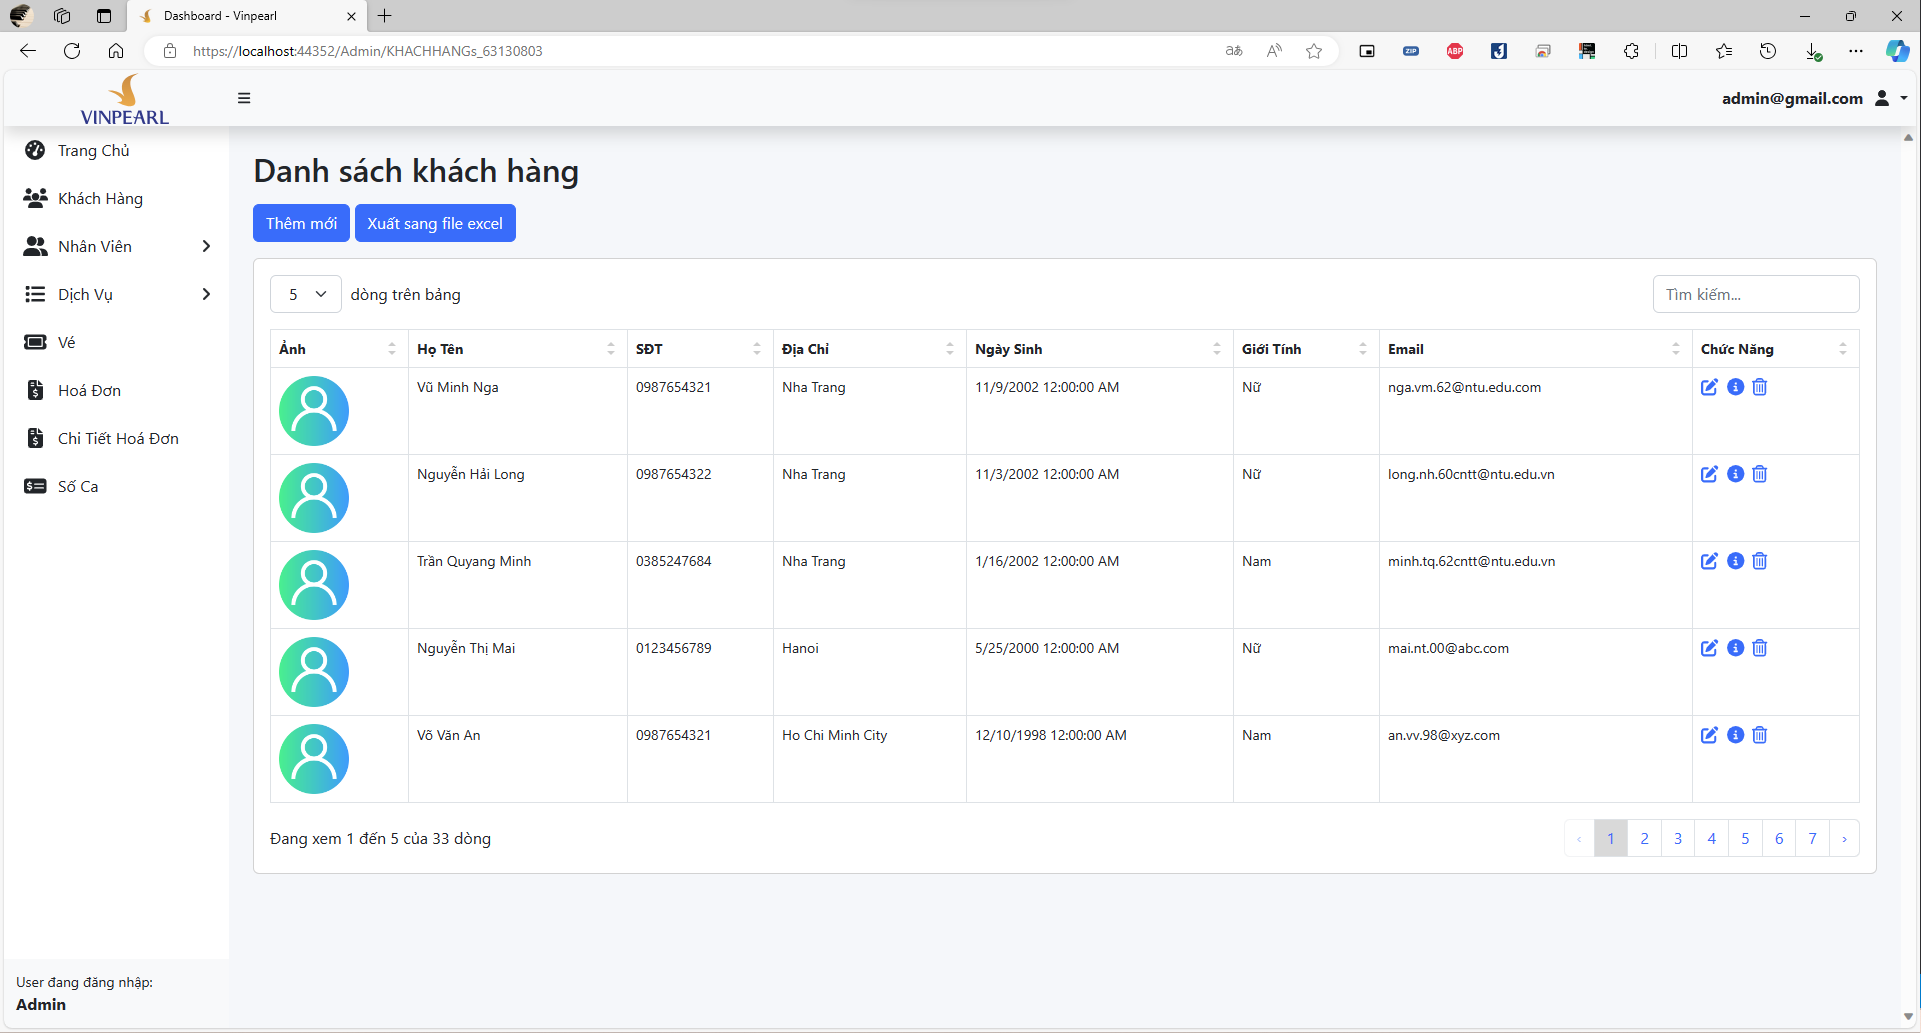 Dashboard - Vinpearl
https://localhost:44352/Admin/KHACHHANGs_63130803
aあ
A
ZIP
ABP
VINPEARL
admin@gmail.com
Trang Chủ
Khách Hàng
Nhân Viên
Dịch Vụ
Vé
Hoá Đơn
Chi Tiết Hoá Đơn
Số Ca
User đang đăng nhập:
Admin
Danh sách khách hàng
Thêm mới Xuất sang file excel
5 dòng trên bảng Tìm kiếm...
Ảnh Họ Tên SĐT Địa Chỉ Ngày Sinh Giới Tính Email Chức Năng
Vũ Minh Nga 0987654321 Nha Trang 11/9/2002 12:00:00 AM Nữ nga.vm.62@ntu.edu.com
Nguyễn Hải Long 0987654322 Nha Trang 11/3/2002 12:00:00 AM Nữ long.nh.60cntt@ntu.edu.vn
Trần Quyang Minh 0385247684 Nha Trang 1/16/2002 12:00:00 AM Nam minh.tq.62cntt@ntu.edu.vn
Nguyễn Thị Mai 0123456789 Hanoi 5/25/2000 12:00:00 AM Nữ mai.nt.00@abc.com
Võ Văn An 0987654321 Ho Chi Minh City 12/10/1998 12:00:00 AM Nam an.vv.98@xyz.com
Đang xem 1 đến 5 của 33 dòng ‹ 1 2 3 4 5 6 7 ›